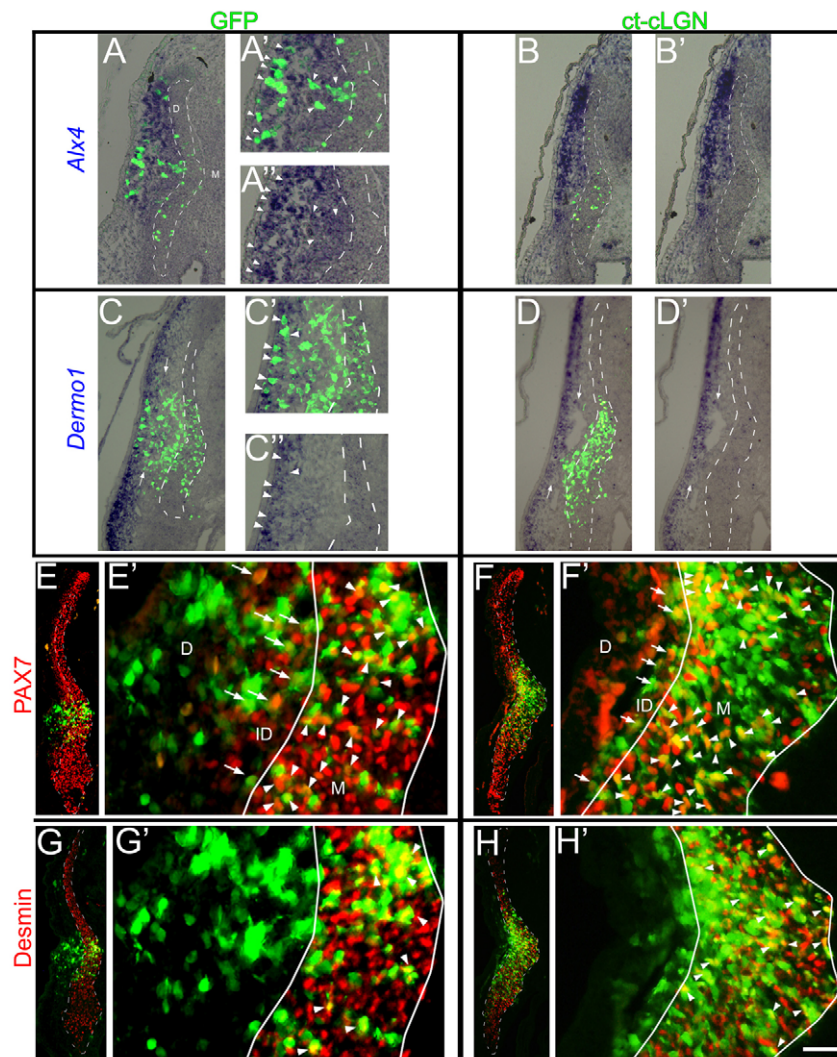 GFP
ct-cLGN
Alx4
A
D
M
A'
A''
B
B'
Dermo1
C
C'
C''
D
D'
PAX7
E
E'
D
ID
M
F
F'
D
ID
M
Desmin
G
G'
H
H'